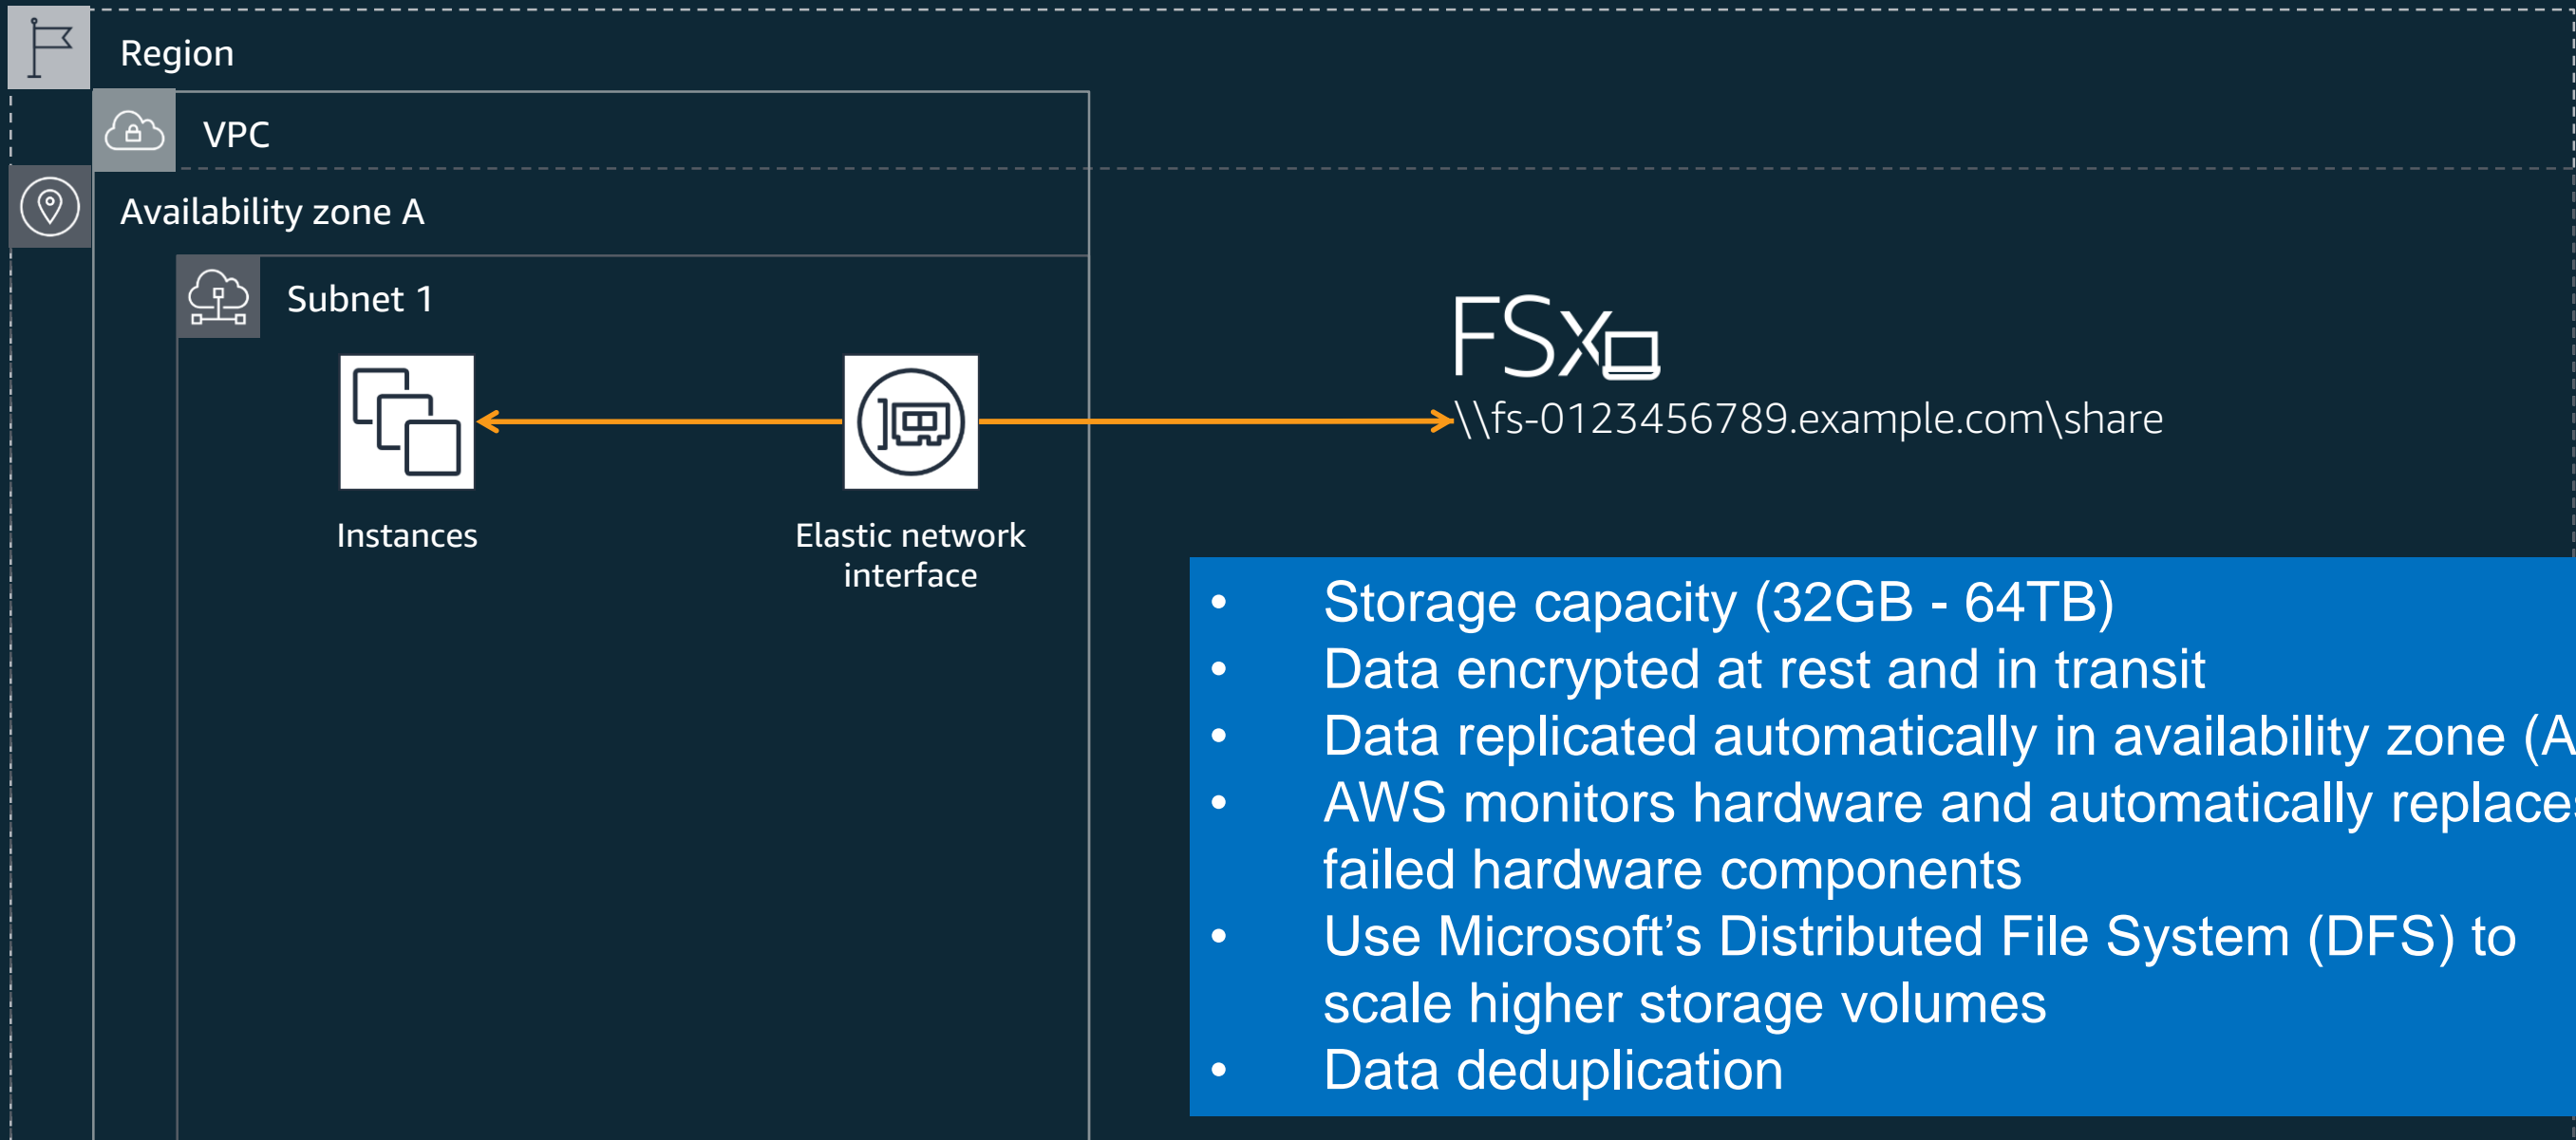 Region
VPC
Availability zone A
Subnet 1
FSx
\\fs-0123456789.example.com\share
Instances
Elastic network
interface
• Storage capacity (32GB - 64TB)
• Data encrypted at rest and in transit
• Data replicated automatically in availability zone (A
• AWS monitors hardware and automatically replaces
failed hardware components
• Use Microsoft’s Distributed File System (DFS) to
scale higher storage volumes
• Data deduplication